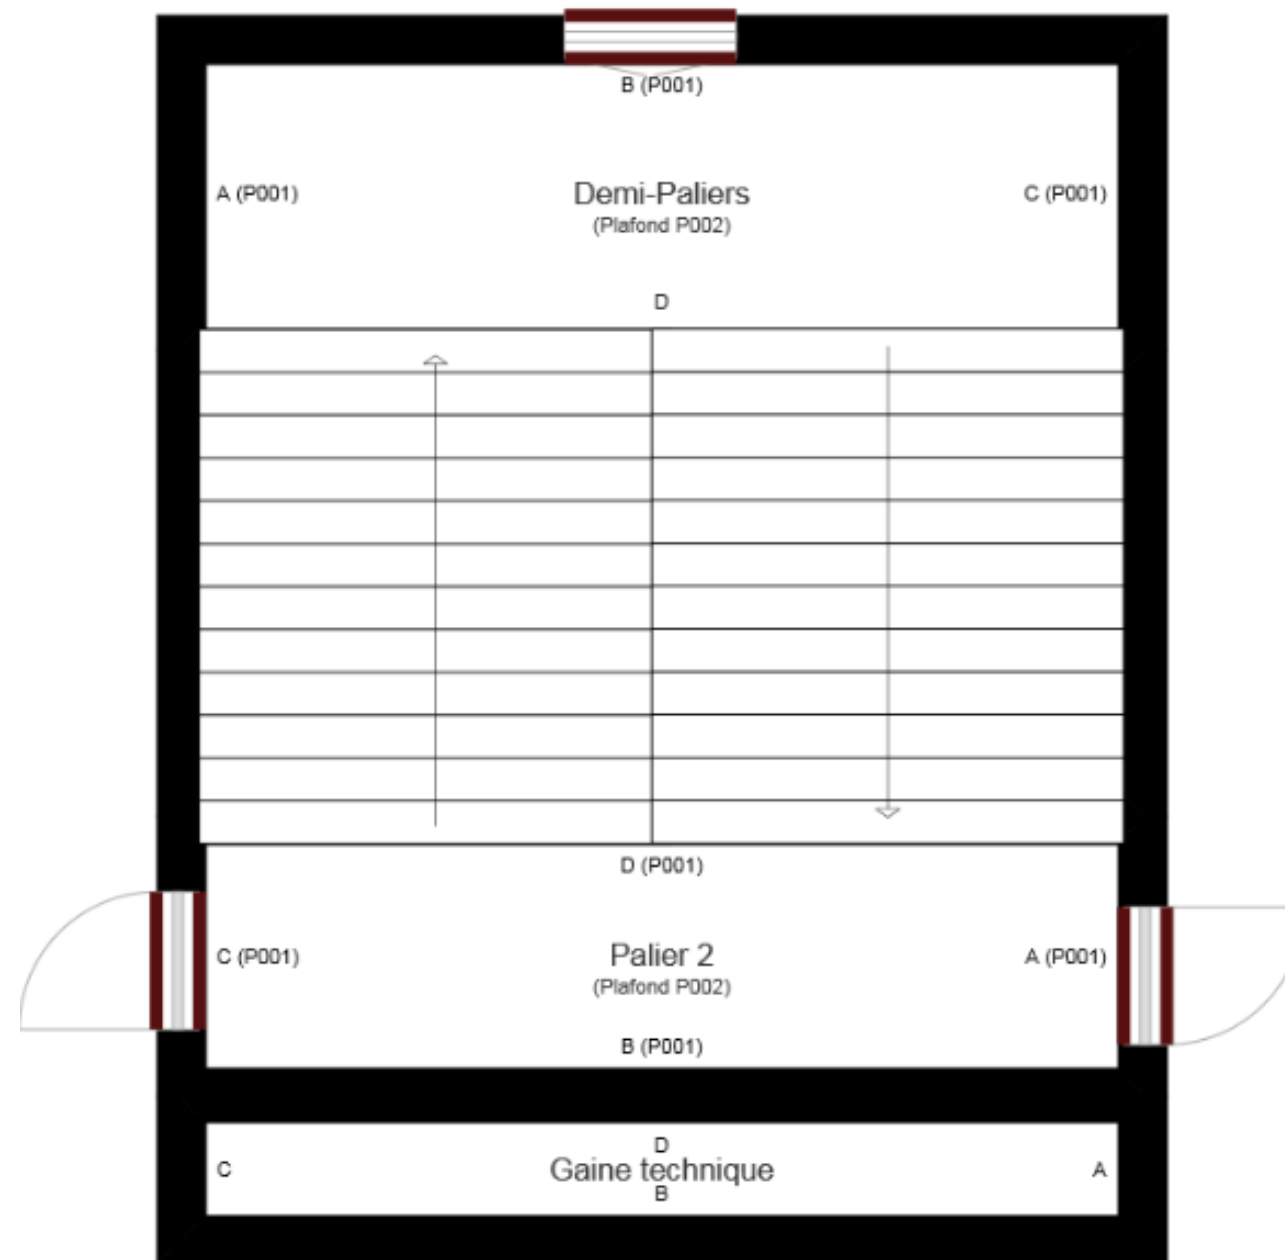 B (P001)
A (P001)
Demi-Paliers
C (P001)
(Plafond P002)
D
D (P001)
C (P001)
Palier 2
A (P001)
(Plafond P002)
B (P001)
D
C
Gaine technique
A
B